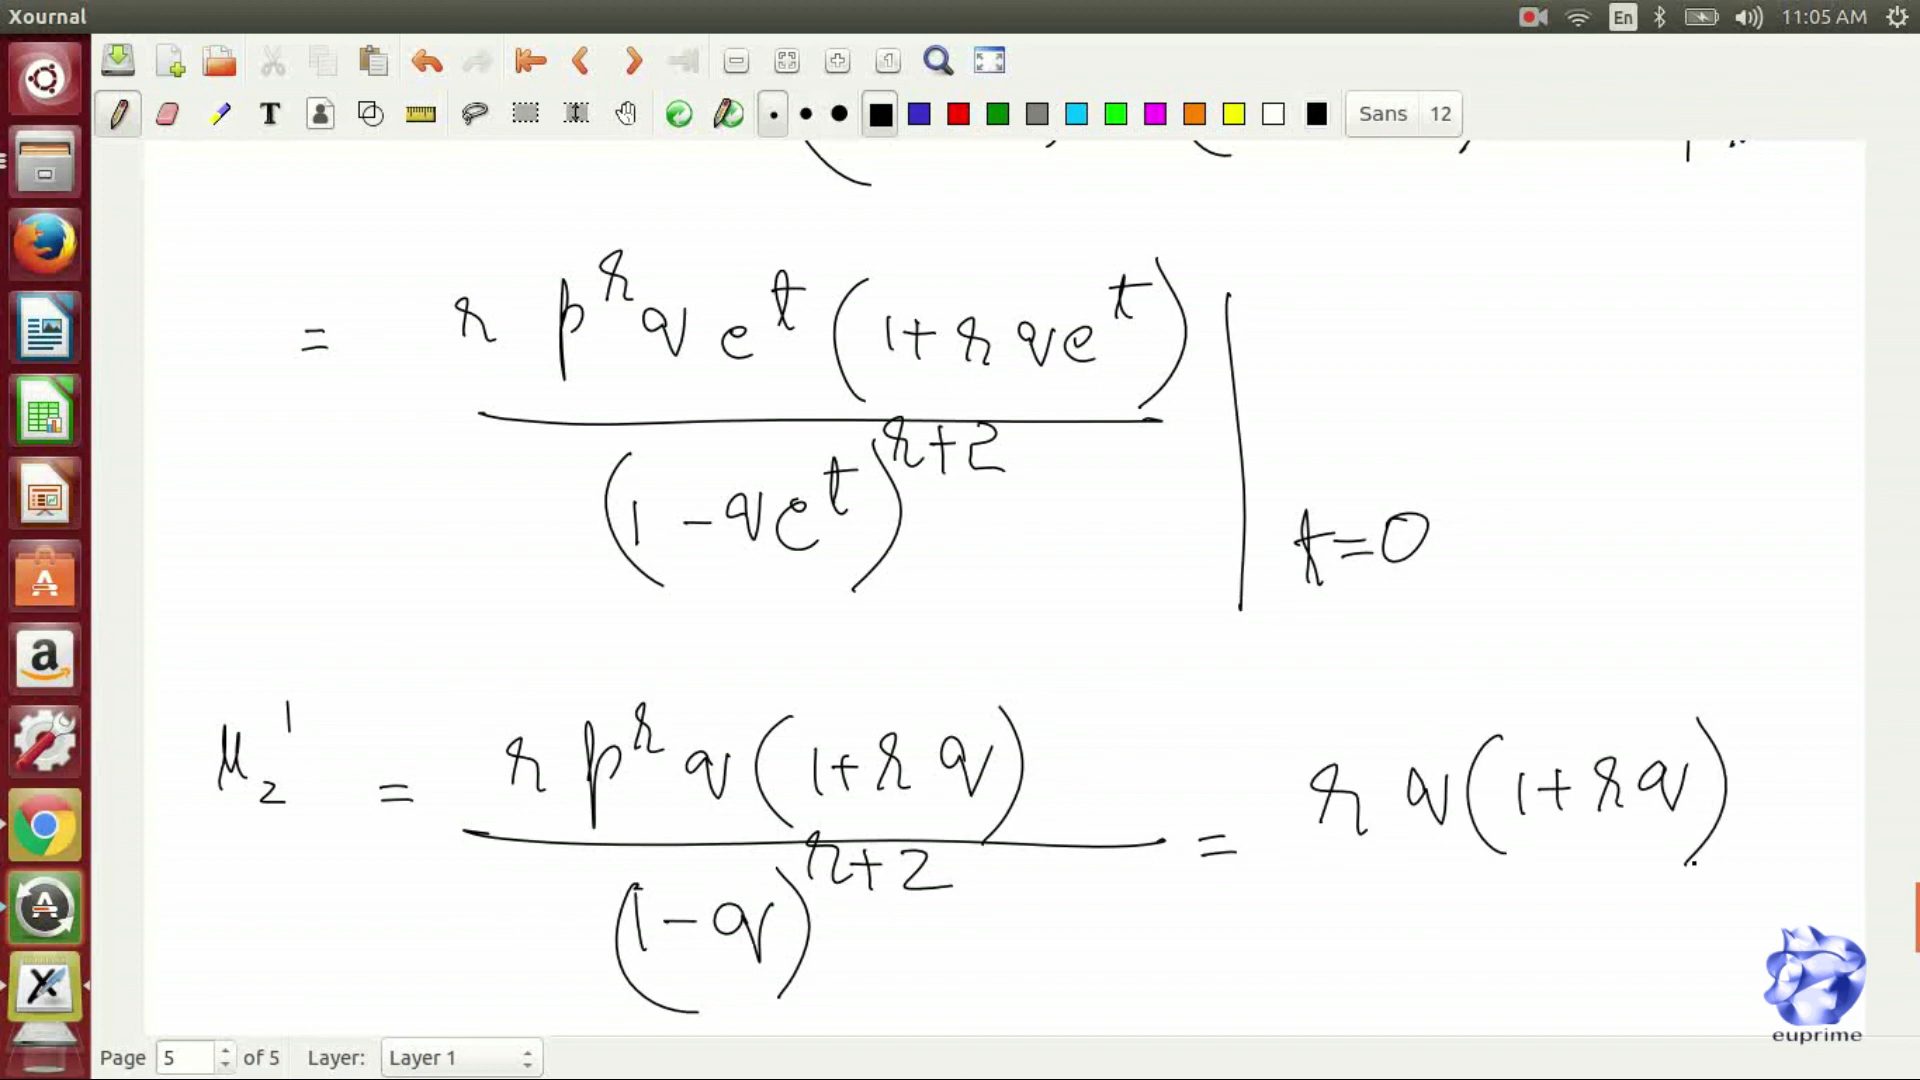 Xournal
En
11:05 AM
Sans 12
= r p^r q e^t (1 + r q e^t) / (1 - q e^t)^{r+2} | t=0
μ_2' = r p^r q (1 + r q) / (1 - q)^{r+2} = r q (1 + r q)
euprime
Page 5 of 5 Layer: Layer 1